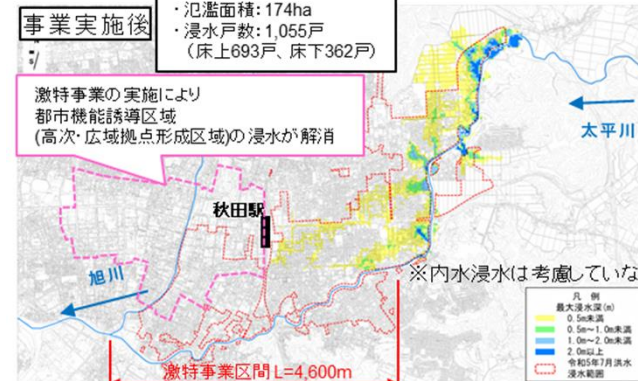 事業実施後
・氾濫面積：174ha
・浸水戸数：1,055戸
（床上693戸、床下362戸）
激特事業の実施により
都市機能誘導区域
(高次・広域拠点形成区域)の浸水が解消
太平川
秋田駅
旭川
※内水浸水は考慮していな
凡 例
最大浸水深(m)
0.5m未満
0.5m～1.0m未満
1.0m～2.0m未満
2.0m以上
令和5年7月洪水
浸水範囲
激特事業区間 L=4,600m